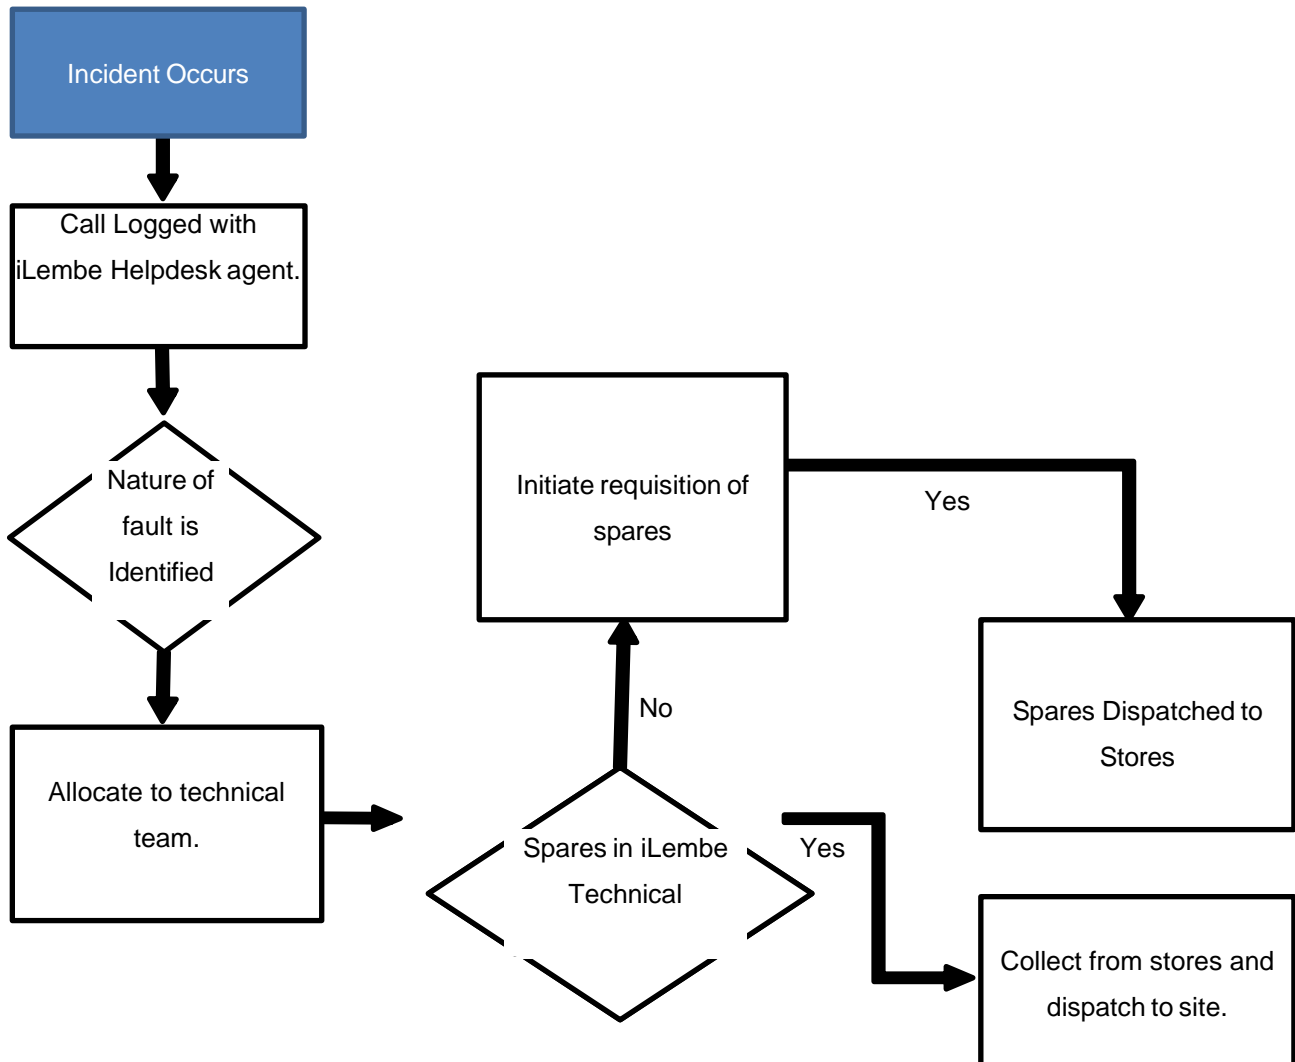 Incident Occurs
Call Logged with
iLembe Helpdesk agent.
Nature of
fault is
Identified
Allocate to technical
team.
Initiate requisition of
spares
Yes
No
Spares Dispatched to
Stores
Spares in iLembe
Technical
Yes
Collect from stores and
dispatch to site.